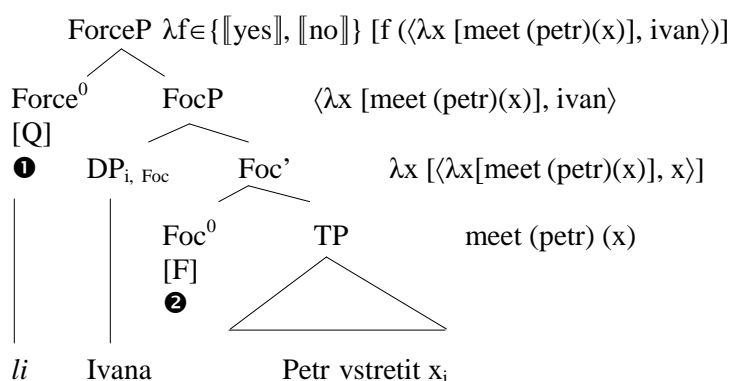 ForceP λf∈{⟦yes⟧, ⟦no⟧} [f (⟨λx [meet (petr)(x)], ivan⟩)]
Force⁰ FocP ⟨λx [meet (petr)(x)], ivan⟩
[Q]
❶ DPᵢ, Foc Foc’ λx [⟨λx[meet (petr)(x)], x⟩]
Foc⁰ TP meet (petr) (x)
[F]
❷
li Ivana Petr vstretit xᵢ